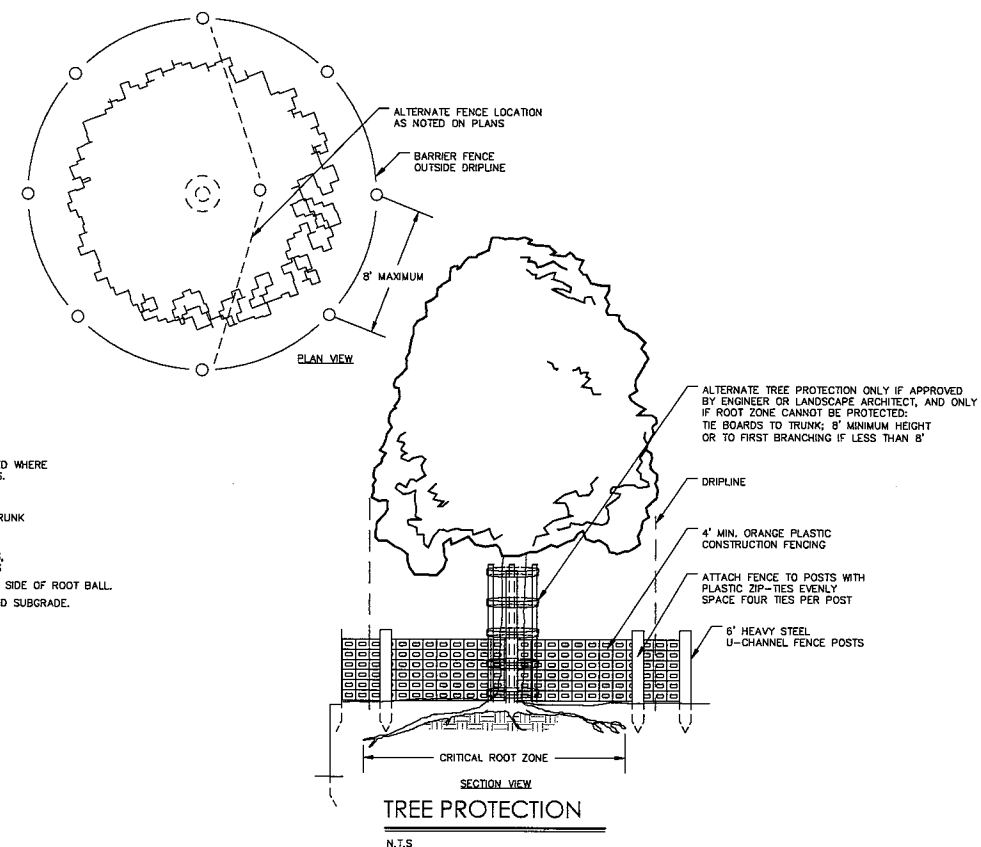 ALTERNATE FENCE LOCATION
AS NOTED ON PLANS
BARRIER FENCE
OUTSIDE DRIPLINE
8' MAXIMUM
PLAN VIEW
ALTERNATE TREE PROTECTION ONLY IF APPROVED
BY ENGINEER OR LANDSCAPE ARCHITECT, AND ONLY
IF ROOT ZONE CANNOT BE PROTECTED:
TIE BOARDS TO TRUNK; 8' MINIMUM HEIGHT
OR TO FIRST BRANCHING IF LESS THAN 8'
WHERE
SIDE OF ROOT BALL.
SUBGRADE.
DRIPLINE
4' MIN. ORANGE PLASTIC
CONSTRUCTION FENCING
ATTACH FENCE TO POSTS WITH
PLASTIC ZIP-TIES EVENLY
SPACE FOUR TIES PER POST
6' HEAVY STEEL
U-CHANNEL FENCE POSTS
CRITICAL ROOT ZONE
SECTION VIEW
TREE PROTECTION
N.T.S